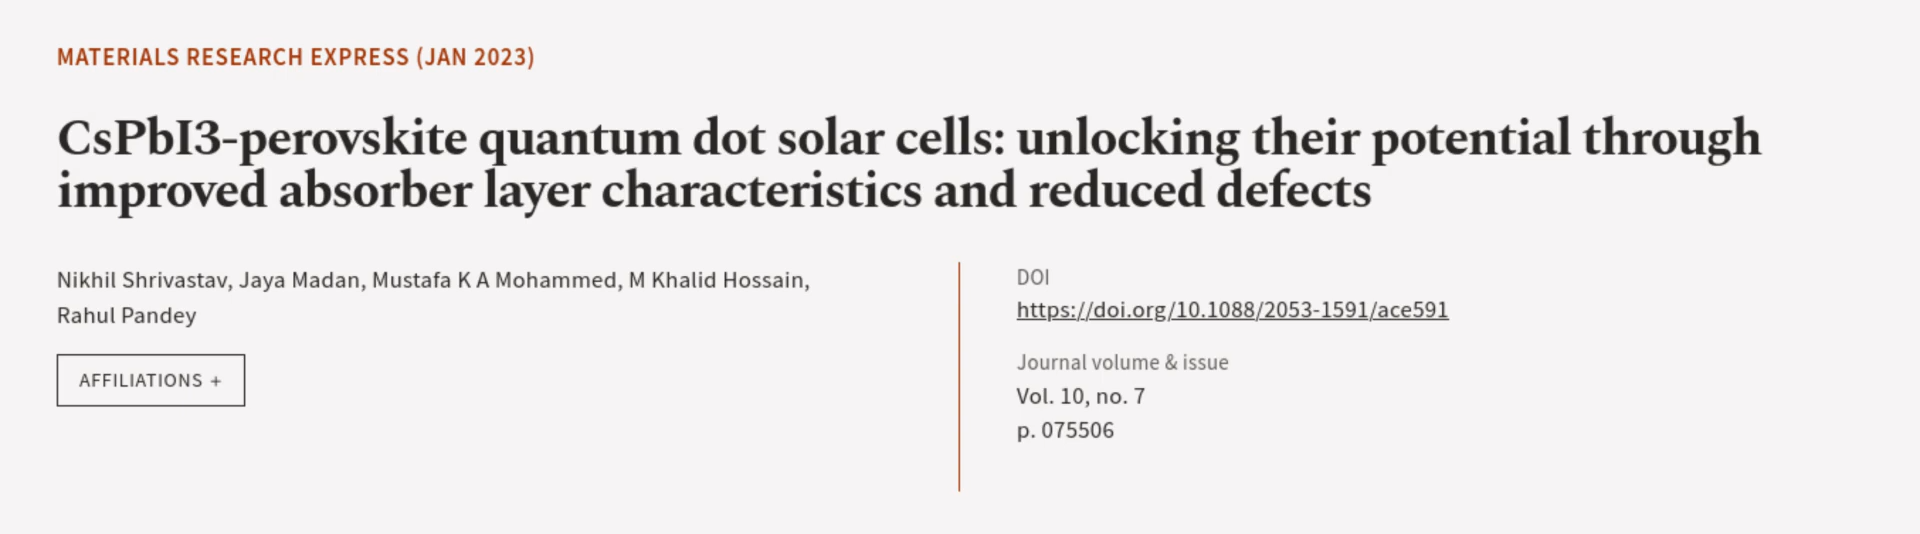 MATERIALS RESEARCH EXPRESS (JAN 2023)
CsPbI3-perovskite quantum dot solar cells: unlocking their potential through
improved absorber layer characteristics and reduced defects
Nikhil Shrivastav, Jaya Madan, Mustafa K A Mohammed, M Khalid Hossain,
Rahul Pandey
AFFILIATIONS +
DOI
https://doi.org/10.1088/2053-1591/ace591
Journal volume & issue
Vol. 10, no. 7
p. 075506